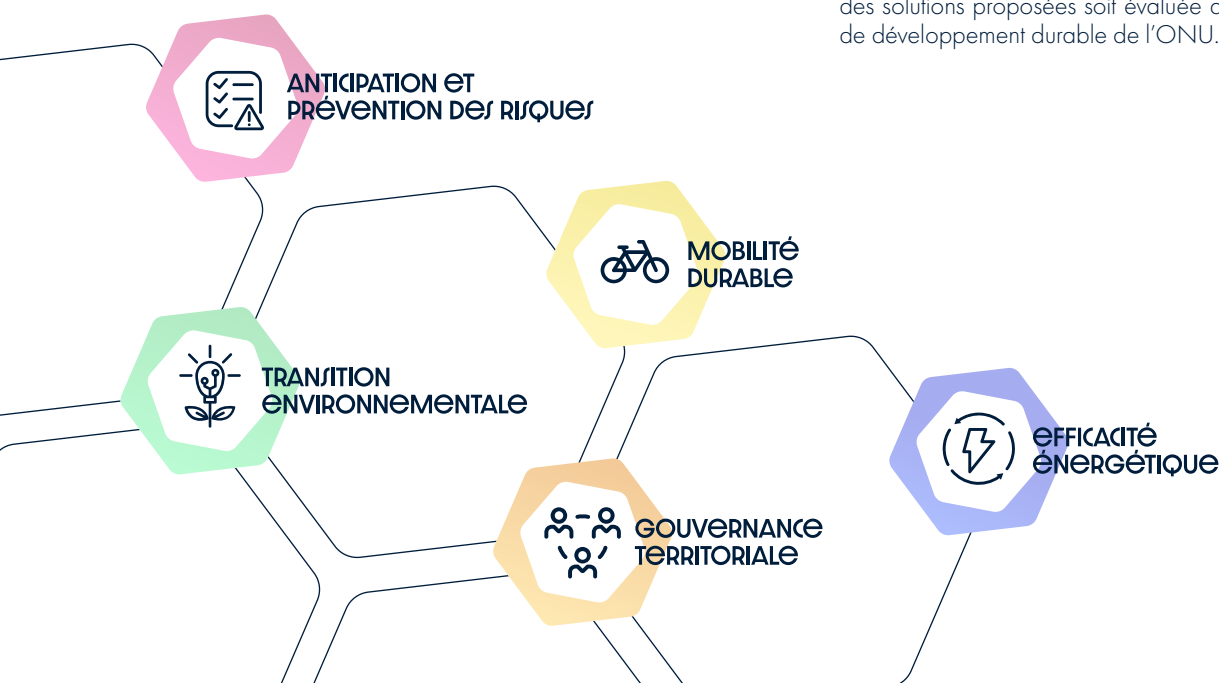 des solutions proposées soit évaluée
de développement durable de l'ONU.
ANTICIPATION ET
PRÉVENTION DES RISQUES
MOBILITÉ
DURABLE
TRANSITION
ENVIRONNEMENTALE
EFFICACITÉ
ÉNERGÉTIQUE
GOUVERNANCE
TERRITORIALE